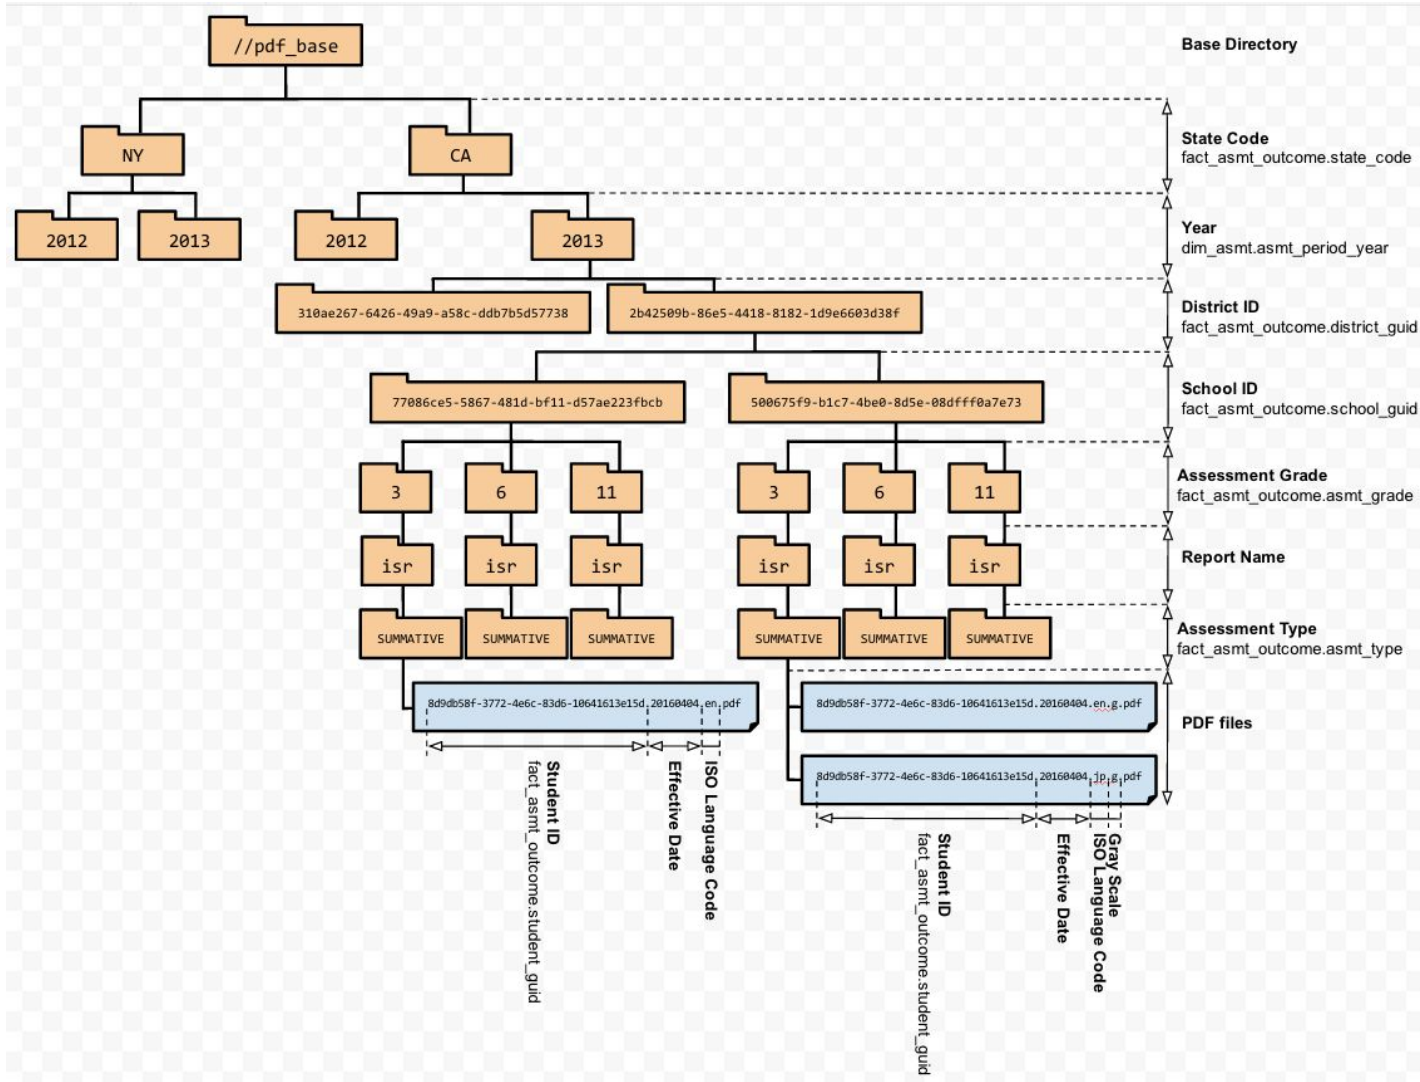 //pdf_base
Base Directory
NY
CA
State Code
fact_asmt_outcome.state_code
2012
2013
2012
2013
Year
dim_asmt.asmt_period_year
310ae267-6426-49a9-a58c-ddb7b5d57738
2b42509b-86e5-4418-8182-1d9e6603d38f
District ID
fact_asmt_outcome.district_guid
77086ce5-5867-481d-bf11-d57ae223fbcb
500675f9-b1c7-4be0-8d5e-08dfff0a7e73
School ID
fact_asmt_outcome.school_guid
3
6
11
3
6
11
Assessment Grade
fact_asmt_outcome.asmt_grade
isr
isr
isr
isr
isr
isr
Report Name
SUMMATIVE
SUMMATIVE
SUMMATIVE
SUMMATIVE
SUMMATIVE
SUMMATIVE
Assessment Type
fact_asmt_outcome.asmt_type
8d9db58f-3772-4e6c-83d6-10641613e15d.20160404.en.pdf
8d9db58f-3772-4e6c-83d6-10641613e15d.20160404.en.g.pdf
PDF files
8d9db58f-3772-4e6c-83d6-10641613e15d.20160404.jp.g.pdf
Student ID
fact_asmt_outcome.student_guid
Effective Date
ISO Language Code
Student ID
fact_asmt_outcome.student_guid
Effective Date
Gray Scale
ISO Language Code